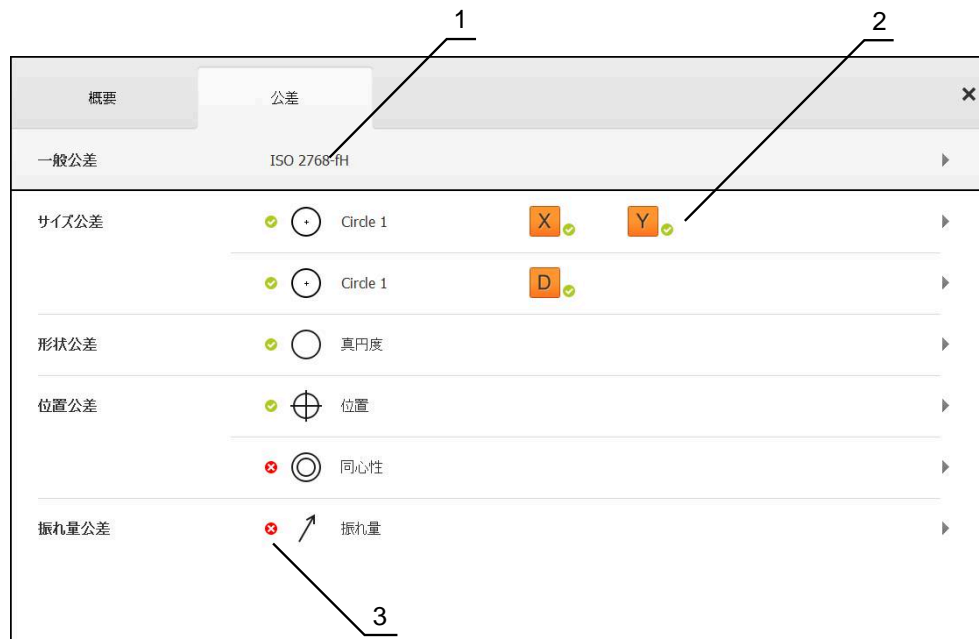 1
2
概要 公差
一般公差 ISO 2768-fH
サイズ公差 Circle 1 X Y
Circle 1 D
形状公差 真円度
位置公差 位置
同心性
振れ量公差 振れ量
3